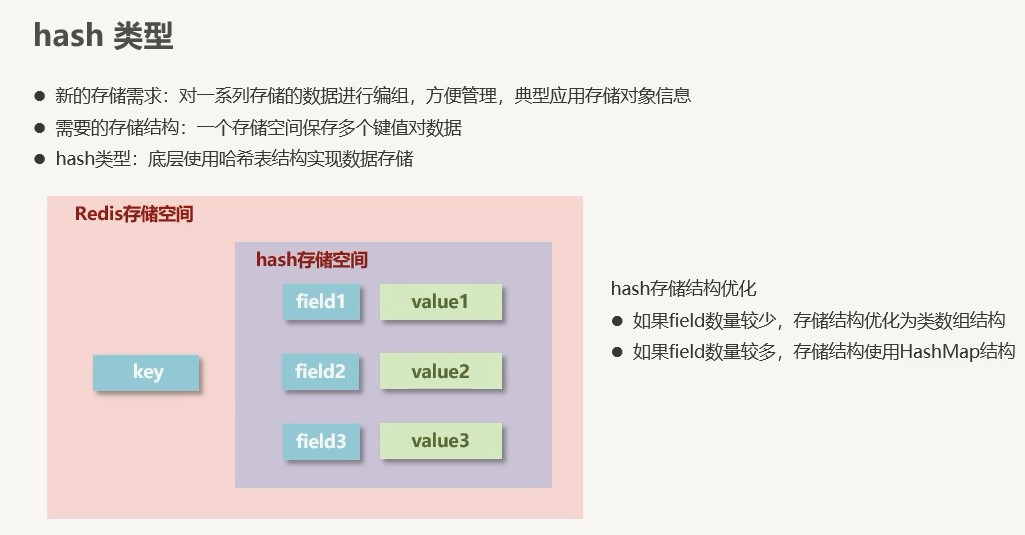 hash 类型
新的存储需求：对一系列存储的数据进行编组，方便管理，典型应用存储对象信息
需要的存储结构：一个存储空间保存多个键值对数据
hash类型：底层使用哈希表结构实现数据存储
Redis存储空间
hash存储空间
field1 value1
key
field2 value2
field3 value3
hash存储结构优化
如果field数量较少，存储结构优化为类数组结构
如果field数量较多，存储结构使用HashMap结构